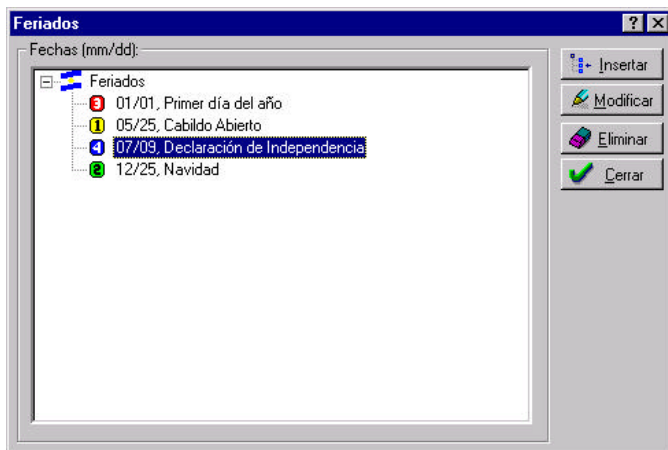 Feriados
Fechas (mm/dd):
Feriados
3 01/01, Primer día del año
1 05/25, Cabildo Abierto
4 07/09, Declaración de Independencia
2 12/25, Navidad
Insertar
Modificar
Eliminar
Cerrar